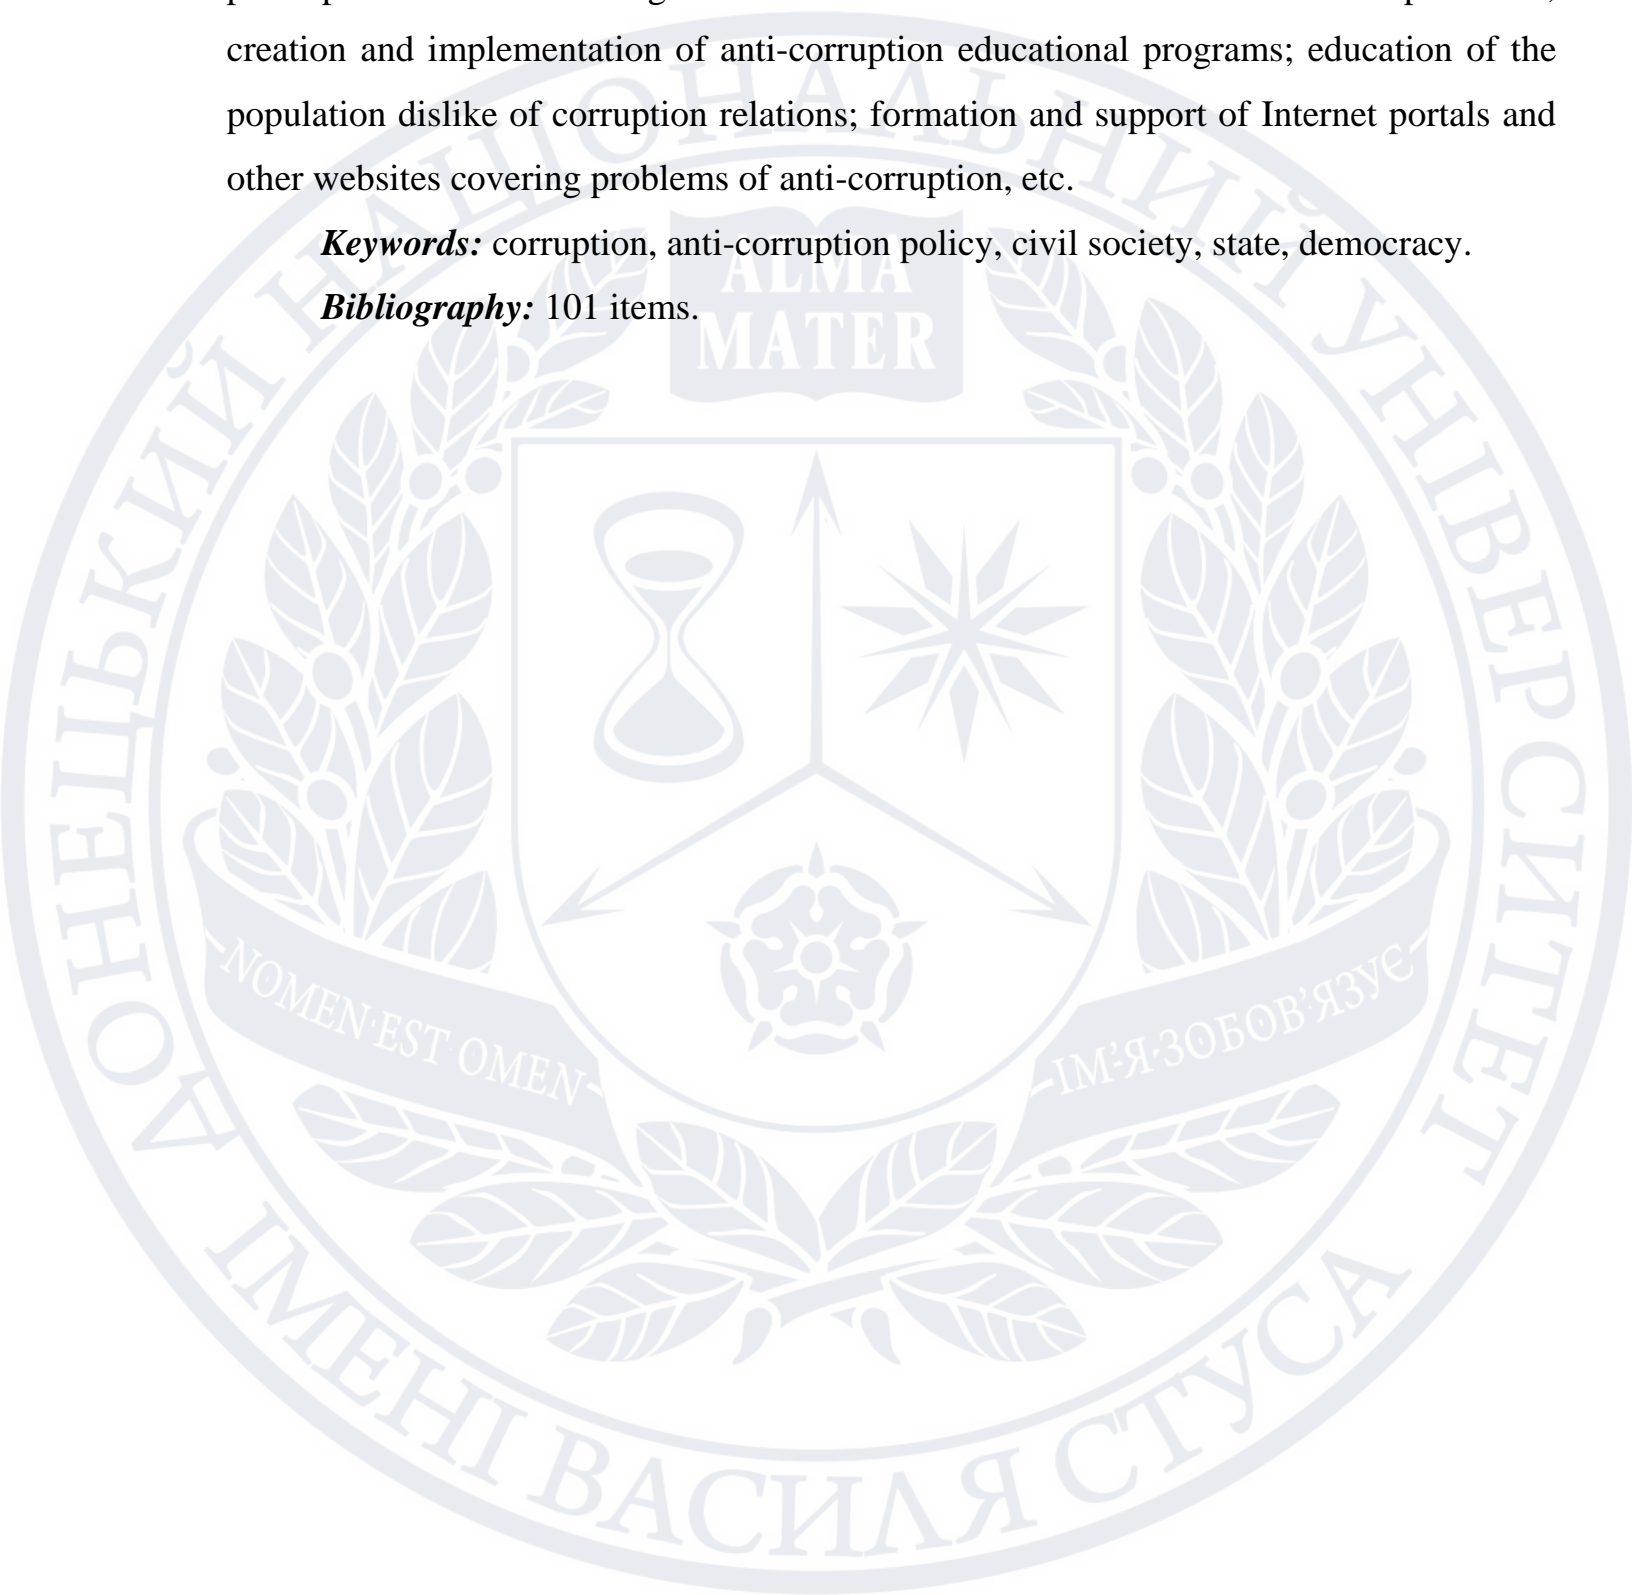 creation and implementation of anti-corruption educational programs; education of the
population dislike of corruption relations; formation and support of Internet portals and
other websites covering problems of anti-corruption, etc.
Keywords: corruption, anti-corruption policy, civil society, state, democracy.
Bibliography: 101 items.
ДОНЕЦЬКИЙ НАЦІОНАЛЬНИЙ УНІВЕРСИТЕТ
ALMA
MATER
NOMEN EST OMEN
ІМ'Я ЗОБОВ'ЯЗУЄ
ІМЕНІ ВАСИЛЯ СТУСА